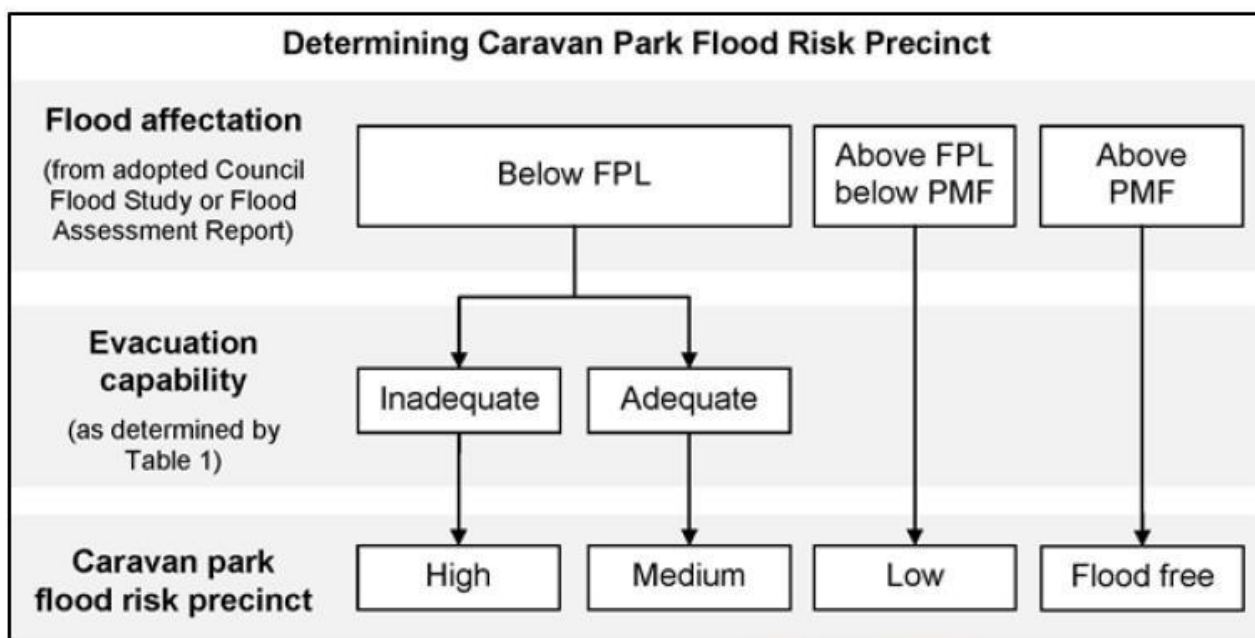 Determining Caravan Park Flood Risk Precinct
Flood affectation
(from adopted Council
Flood Study or Flood
Assessment Report)
Below FPL
Above FPL
below PMF
Above
PMF
Evacuation
capability
(as determined by
Table 1)
Inadequate
Adequate
Caravan park
flood risk precinct
High
Medium
Low
Flood free